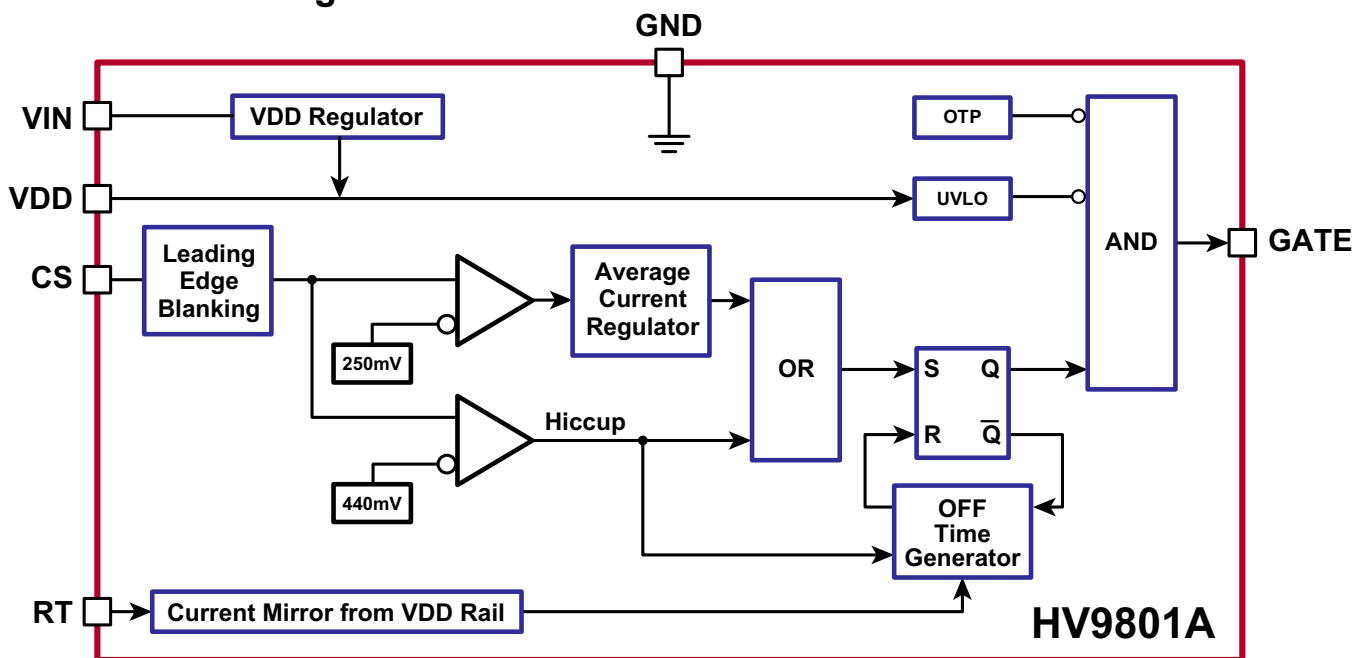 GND
VIN
VDD Regulator
OTP
VDD
UVLO
AND
GATE
CS
Leading
Edge
Blanking
250mV
Average
Current
Regulator
OR
S Q
R Q̅
440mV
Hiccup
OFF
Time
Generator
RT
Current Mirror from VDD Rail
HV9801A